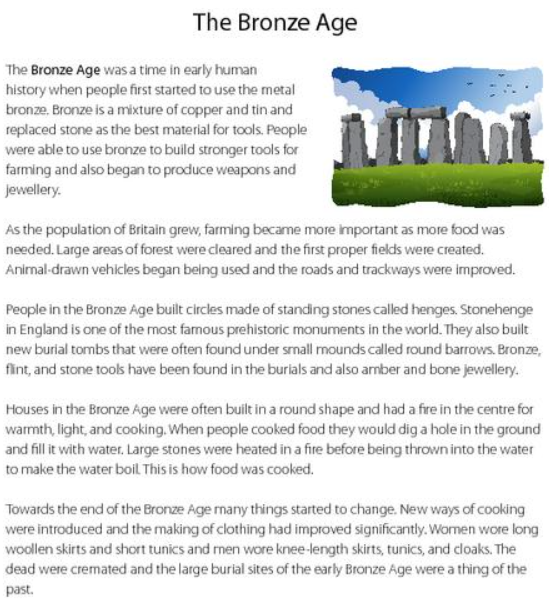 The Bronze Age
The Bronze Age was a time in early human
history when people first started to use the metal
bronze. Bronze is a mixture of copper and tin and
replaced stone as the best material for tools. People
were able to use bronze to build stronger tools for
farming and also began to produce weapons and
jewellery.
As the population of Britain grew, farming became more important as more food was
needed. Large areas of forest were cleared and the first proper fields were created.
Animal-drawn vehicles began being used and the roads and trackways were improved.
People in the Bronze Age built circles made of standing stones called henges. Stonehenge
in England is one of the most famous prehistoric monuments in the world. They also built
new burial tombs that were often found under small mounds called round barrows. Bronze,
flint, and stone tools have been found in the burials and also amber and bone jewellery.
Houses in the Bronze Age were often built in a round shape and had a fire in the centre for
warmth, light, and cooking. When people cooked food they would dig a hole in the ground
and fill it with water. Large stones were heated in a fire before being thrown into the water
to make the water boil. This is how food was cooked.
Towards the end of the Bronze Age many things started to change. New ways of cooking
were introduced and the making of clothing had improved significantly. Women wore long
woollen skirts and short tunics and men wore knee-length skirts, tunics, and cloaks. The
dead were cremated and the large burial sites of the early Bronze Age were a thing of the
past.